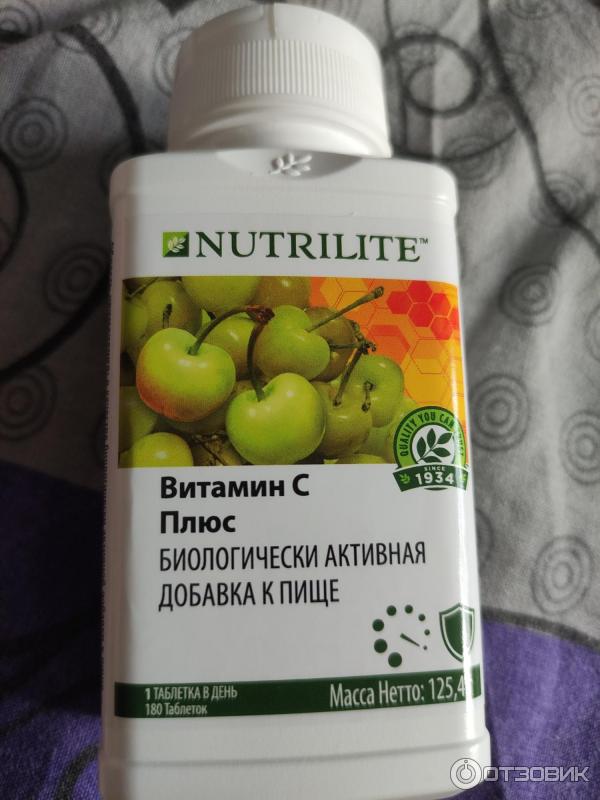 NUTRILITE™
QUALITY YOU CAN TRUST
SINCE
1934
Витамин С
Плюс
БИОЛОГИЧЕСКИ АКТИВНАЯ
ДОБАВКА К ПИЩЕ
1 ТАБЛЕТКА В ДЕНЬ
180 Таблеток
Масса Нетто: 125,4
ОТЗОВИК